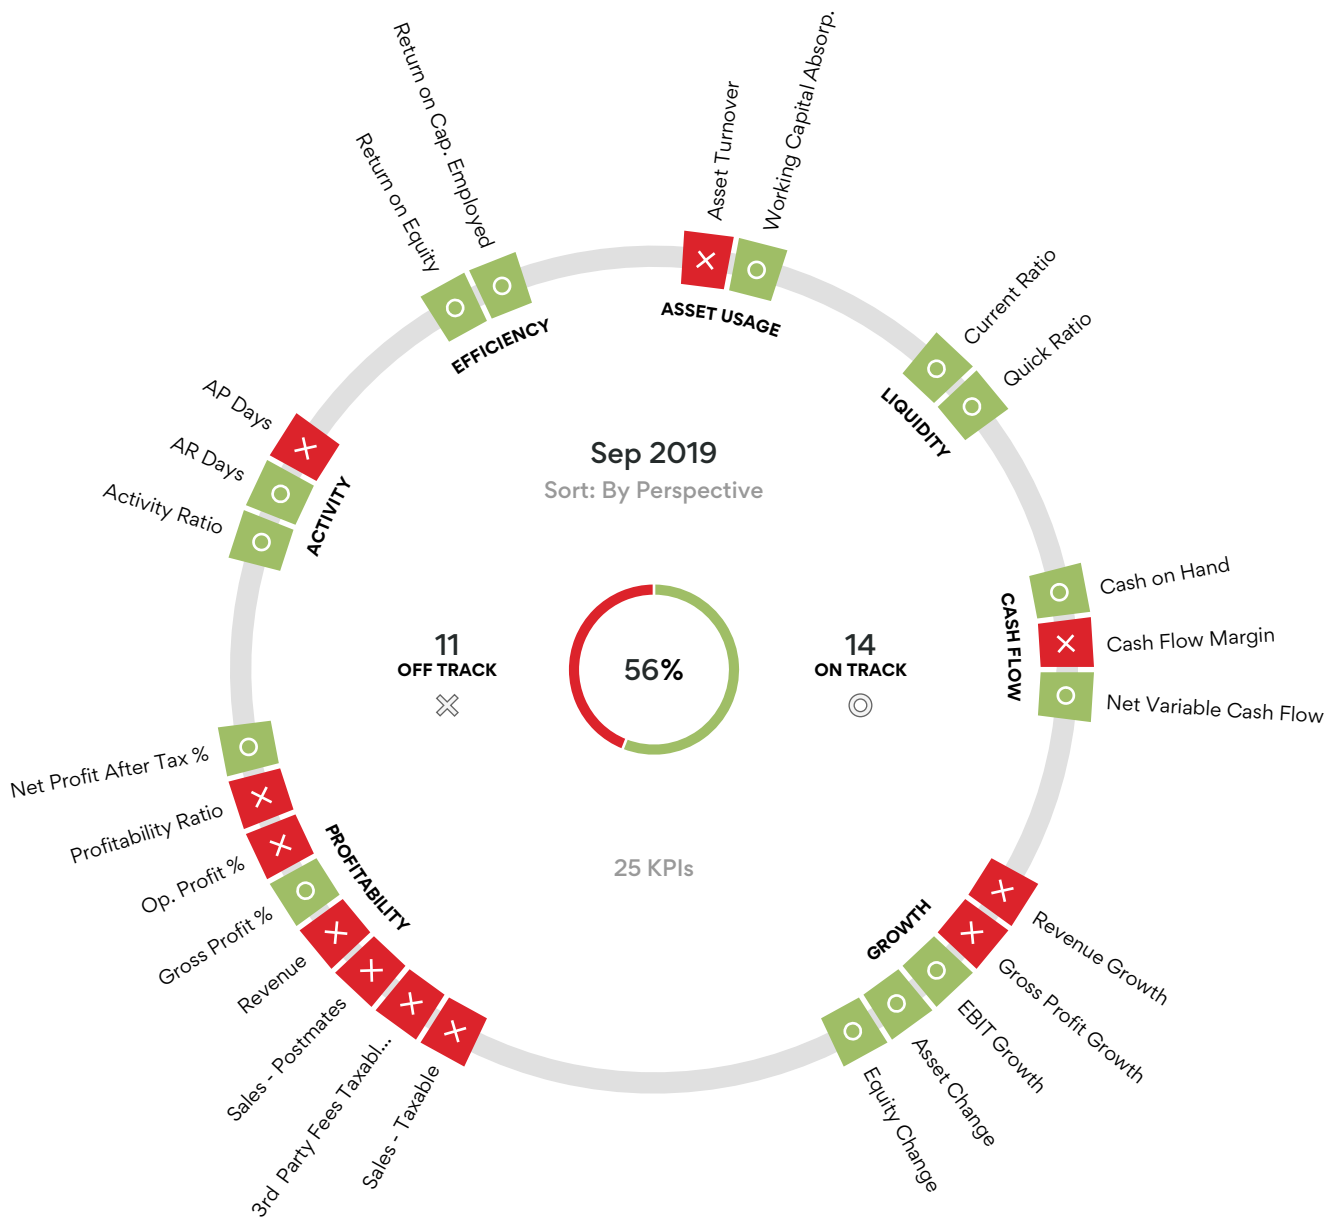 Return on Cap. Employed
Return on Equity
EFFICIENCY
Asset Turnover
Working Capital Absorp.
ASSET USAGE
Current Ratio
Quick Ratio
LIQUIDITY
Cash on Hand
Cash Flow Margin
Net Variable Cash Flow
CASH FLOW
Revenue Growth
Gross Profit Growth
EBIT Growth
Asset Change
Equity Change
GROWTH
Sales - Taxable
3rd Party Fees Taxabl...
Sales - Postmates
Revenue
Gross Profit %
Op. Profit %
Profitability Ratio
Net Profit After Tax %
PROFITABILITY
Activity Ratio
AR Days
AP Days
ACTIVITY
Sep 2019
Sort: By Perspective
11
OFF TRACK
56%
14
ON TRACK
25 KPIs